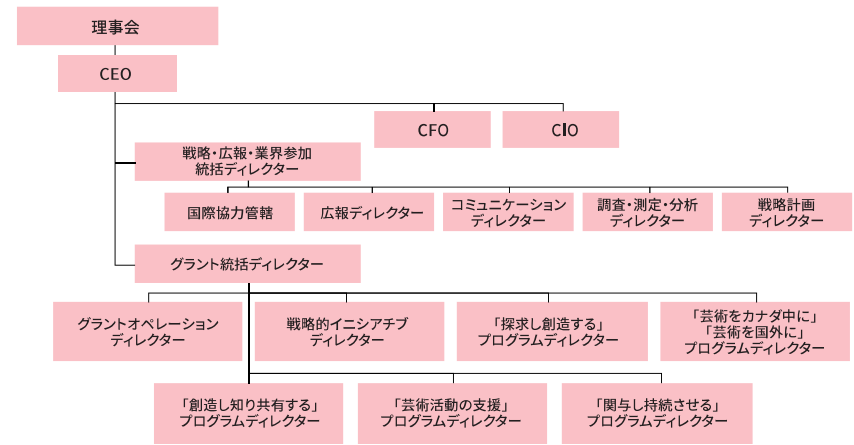 理事会
CEO
CFO
CIO
戦略・広報・業界参加
統括ディレクター
国際協力管轄
広報ディレクター
コミュニケーション
ディレクター
調査・測定・分析
ディレクター
戦略計画
ディレクター
グラント統括ディレクター
グラントオペレーション
ディレクター
戦略的イニシアチブ
ディレクター
「探求し創造する」
プログラムディレクター
「芸術をカナダ中に」
「芸術を国外に」
プログラムディレクター
「創造し知り共有する」
プログラムディレクター
「芸術活動の支援」
プログラムディレクター
「関与し持続させる」
プログラムディレクター